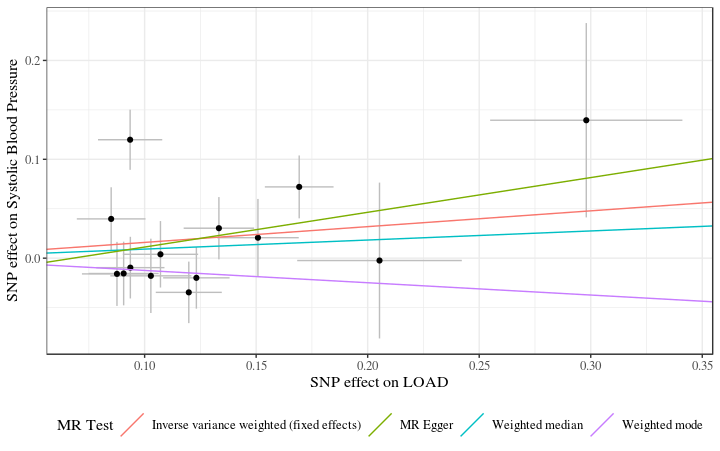 SNP effect on Systolic Blood Pressure
0.2
0.1
0.0
0.10 0.15 0.20 0.25 0.30 0.35
SNP effect on LOAD
MR Test Inverse variance weighted (fixed effects) MR Egger Weighted median Weighted mode